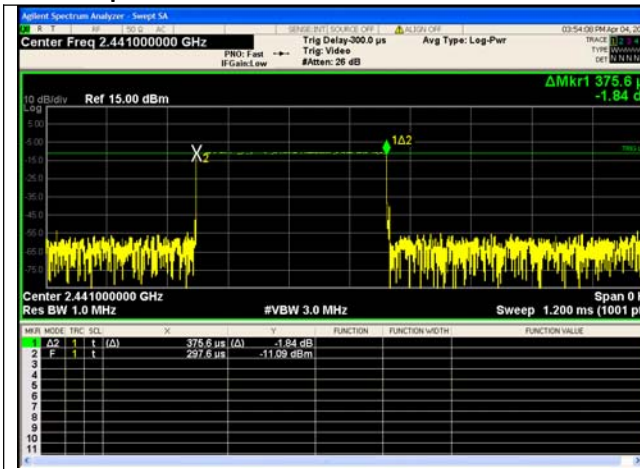 Agilent Spectrum Analyzer - Swept SA
R T RF 50 Ω AC SENSE:INT SOURCE OFF ALIGN OFF 03:54:08 PM Apr 04, 20
Center Freq 2.441000000 GHz Trig Delay-300.0 µs Avg Type: Log-Pwr TRACE 1 2 3 4
PNO: Fast Trig: Video TYPE
IFGain:Low #Atten: 26 dB DET N N N N
ΔMkr1 375.6 µ
-1.84 d
10 dB/div Ref 15.00 dBm
Log
5.00
-5.00
1Δ2
-15.0
X2
-25.0
-35.0
-45.0
-55.0
-65.0
-75.0
Center 2.441000000 GHz Span 0 H
Res BW 1.0 MHz #VBW 3.0 MHz Sweep 1.200 ms (1001 pt
MKR MODE TRC SCL X Y FUNCTION FUNCTION WIDTH FUNCTION VALUE
1 Δ2 1 t (Δ) 375.6 µs (Δ) -1.84 dB
2 F 1 t 297.6 µs -11.09 dBm
3
4
5
6
7
8
9
10
11